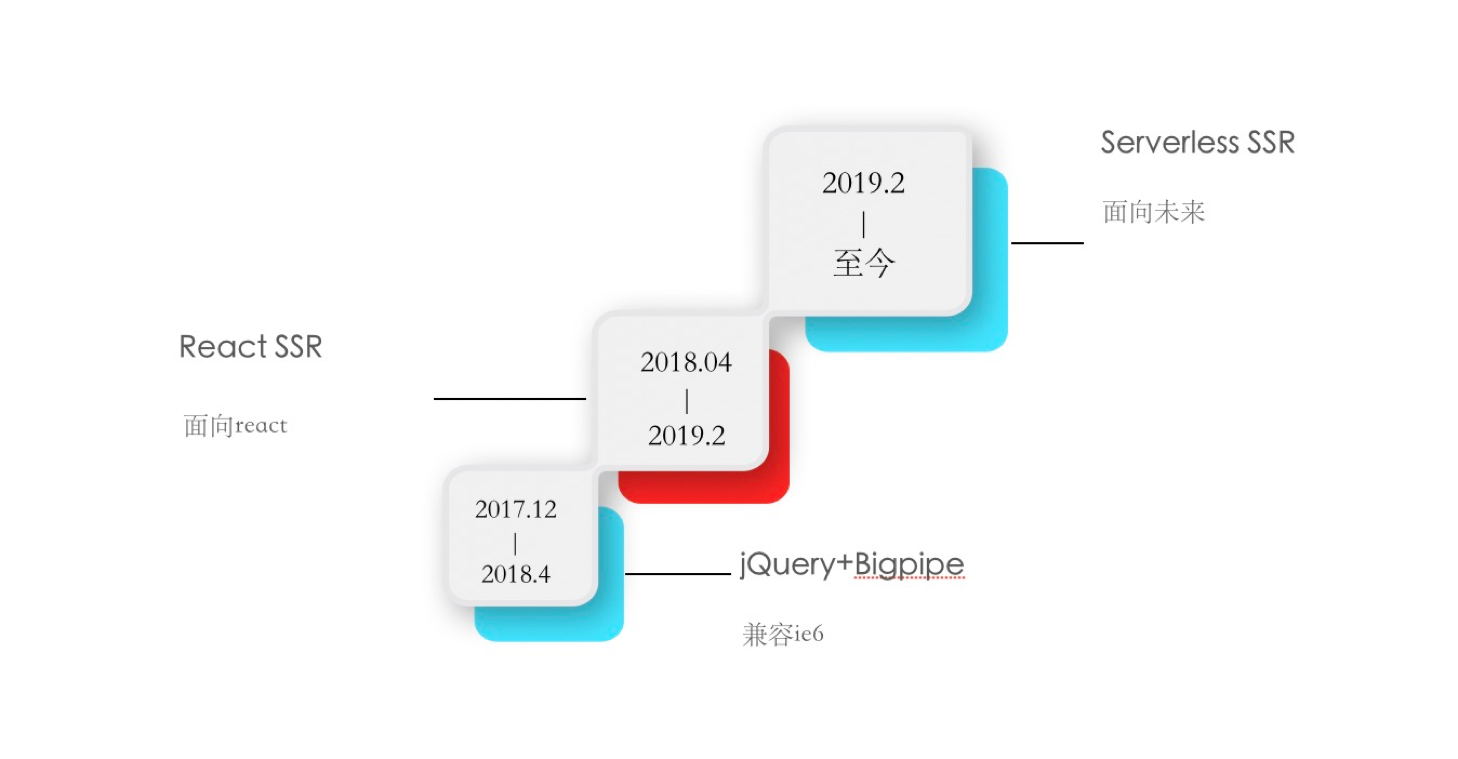 Serverless SSR
面向未来
2019.2
|
至今
React SSR
面向react
2018.04
|
2019.2
2017.12
|
2018.4
jQuery+Bigpipe
兼容ie6